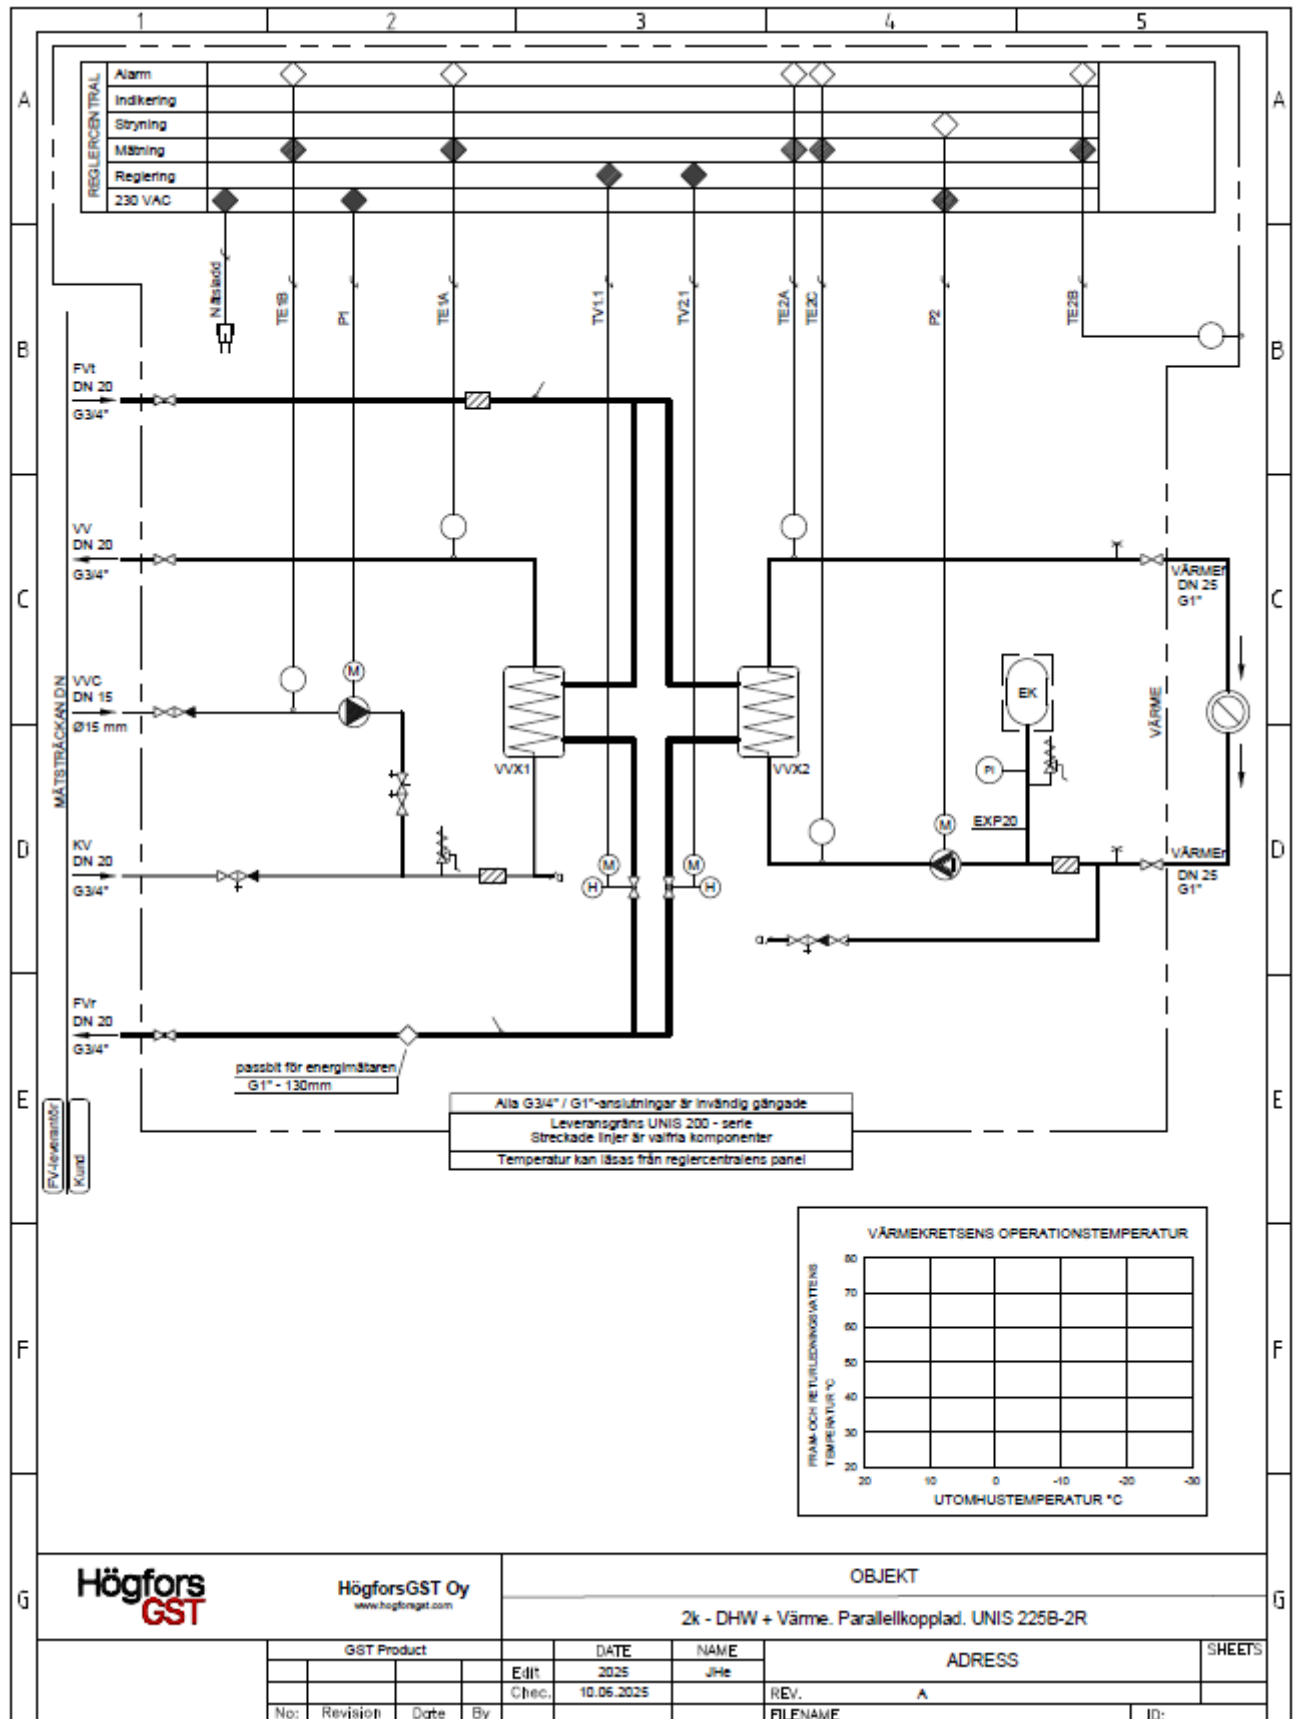 1 2 3 4 5
A A
B B
C C
D D
E E
F F
G G
REGLERCENTRAL
Alarm
Indikering
Stryning
Mätning
Reglering
230 VAC
Nätsladd
TE1B
P1
TE1A
TV1.1
TV2.1
TE2A
TE2C
P2
TE2B
FVt
DN 20
G3/4"
VV
DN 20
G3/4"
VVC
DN 15
Ø15 mm
MÄTSTRÄCKAN DN
KV
DN 20
G3/4"
FVr
DN 20
G3/4"
M
VVX1
VVX2
M
H
M
H
M
EK
PI
EXP20
VÄRMEf
DN 25
G1"
VÄRME
VÄRMEr
DN 25
G1"
passbit för energimätaren
G1" - 130mm
FV-leverantör
Kund
Alla G3/4" / G1"-anslutningar är invändig gängade
Leveransgräns UNIS 200 - serie
Streckade linjer är valfria komponenter
Temperatur kan läsas från reglercentralens panel
VÄRMEKRETSENS OPERATIONSTEMPERATUR
FRAM-OCH RETURLEDNINGSVATTENS
TEMPERATUR °C
80
70
60
50
40
30
20
20 10 0 -10 -20 -30
UTOMHUSTEMPERATUR °C
Högfors
GST
HögforsGST Oy
www.hogforsgst.com
OBJEKT
2k - DHW + Värme. Parallellkopplad. UNIS 225B-2R
GST Product
DATE NAME
ADRESS
SHEETS
Edit 2025 JHe
Chec. 10.06.2025
REV. A
No: Revision Date By
FILENAME
ID: